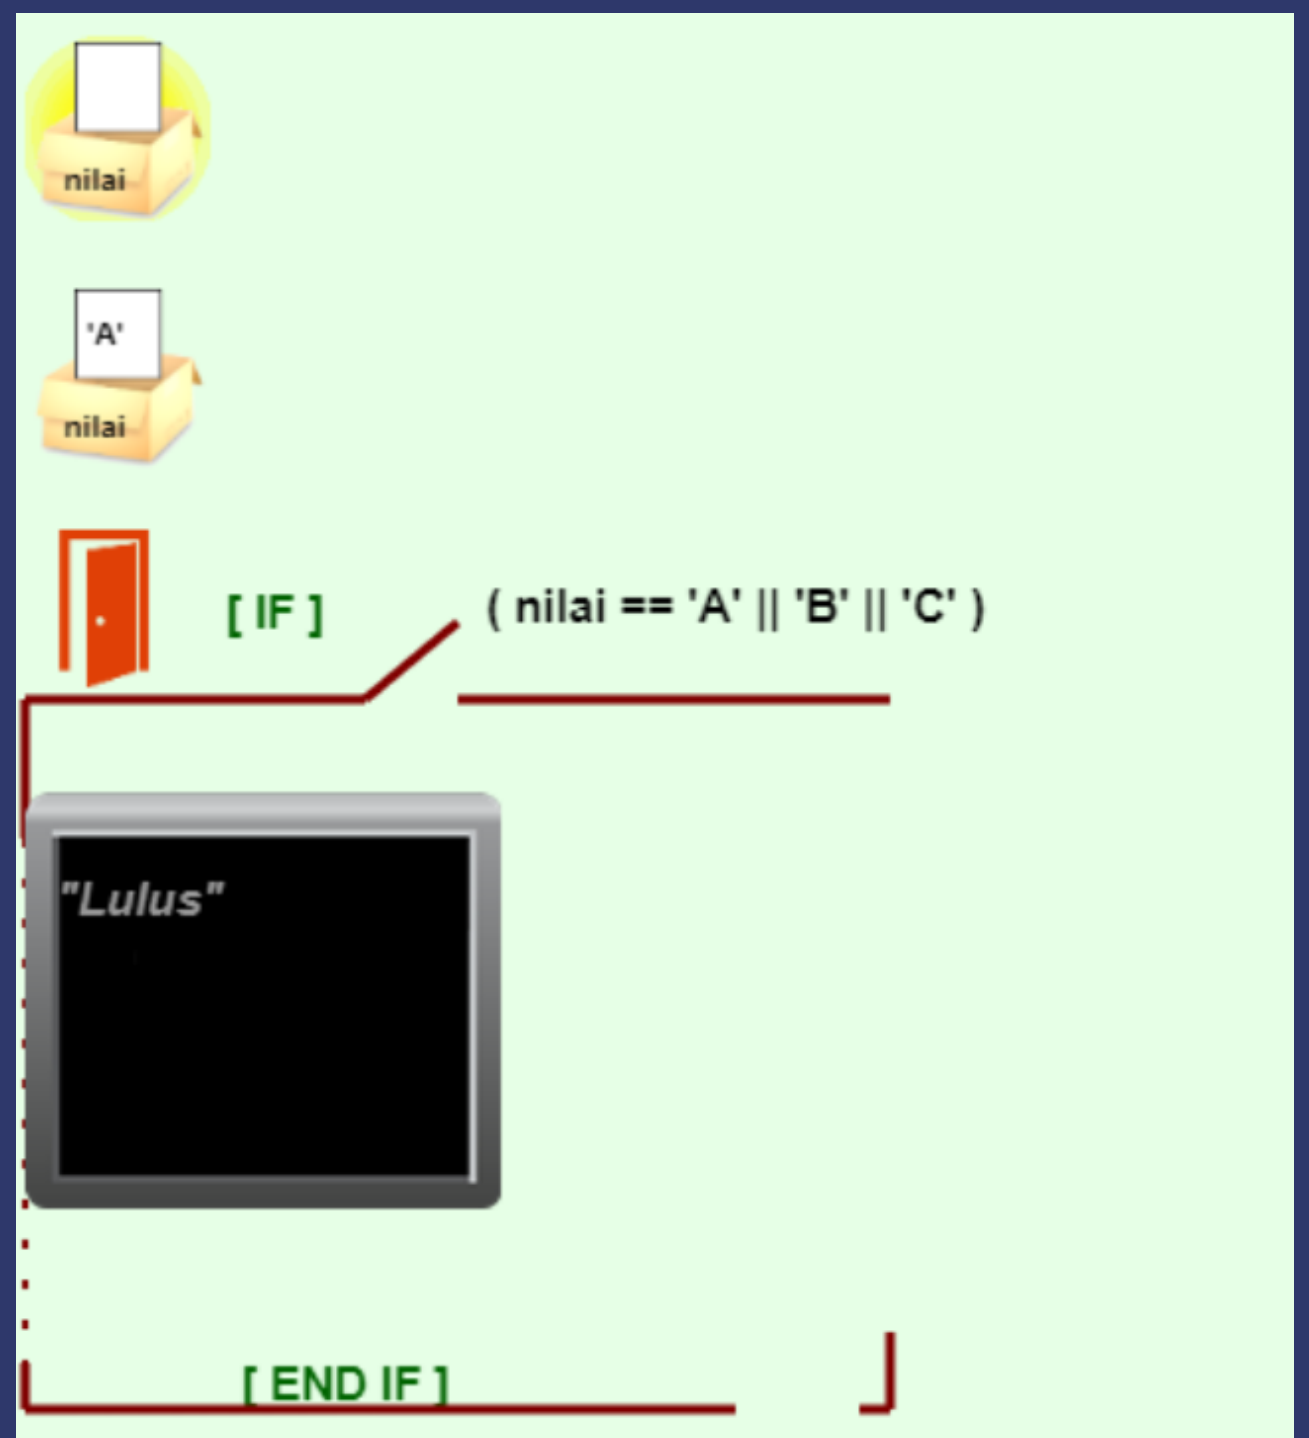 nilai
'A'
nilai
[ IF ] ( nilai == 'A' || 'B' || 'C' )
"Lulus"
[ END IF ]